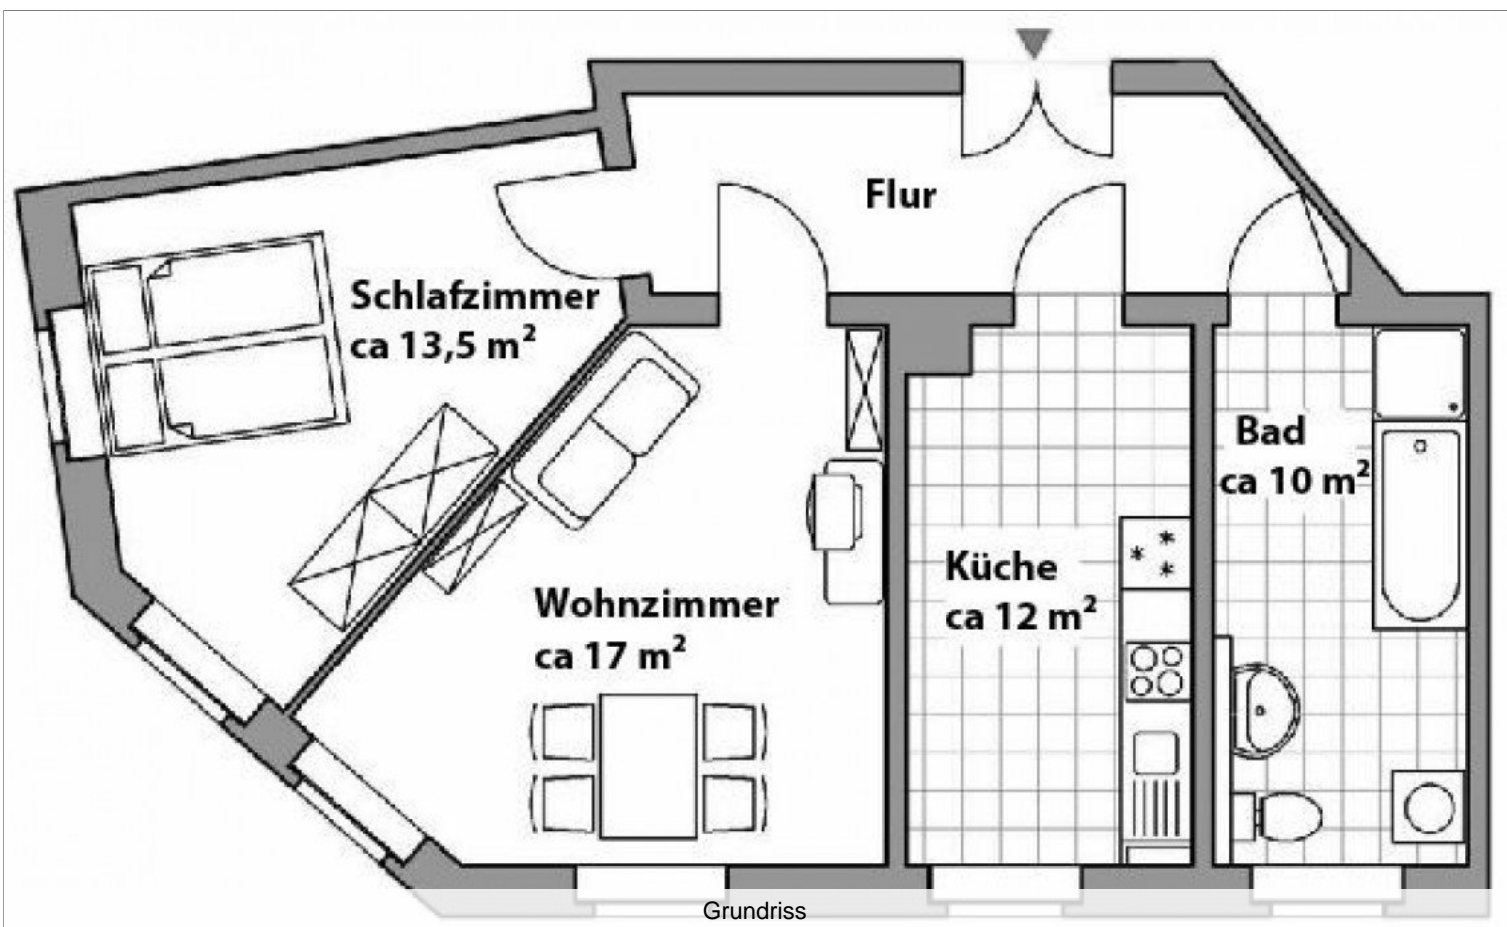 Flur
Schlafzimmer
ca 13,5 m²
Bad
ca 10 m²
Küche
ca 12 m²
Wohnzimmer
ca 17 m²
Grundriss